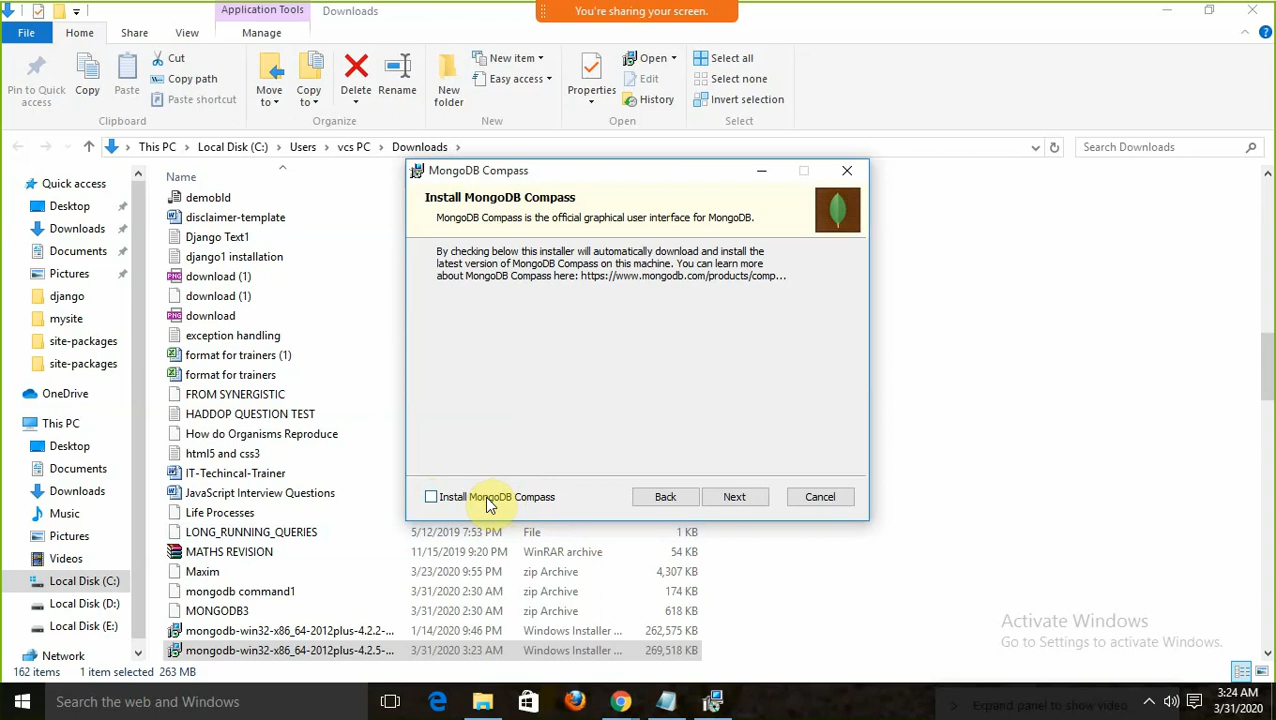 Application Tools
Downloads
You're sharing your screen.
File
Home
Share
View
Manage
Pin to Quick access
Copy
Paste
Cut
Copy path
Paste shortcut
Clipboard
Move to
Copy to
Delete
Rename
Organize
New folder
New item
Easy access
New
Properties
Open
Edit
History
Open
Select all
Select none
Invert selection
Select
This PC > Local Disk (C:) > Users > vcs PC > Downloads >
Search Downloads
Quick access
Desktop
Downloads
Documents
Pictures
django
mysite
site-packages
site-packages
OneDrive
This PC
Desktop
Documents
Downloads
Music
Pictures
Videos
Local Disk (C:)
Local Disk (D:)
Local Disk (E:)
Network
Name
demobld
disclaimer-template
Django Text1
django1 installation
download (1)
download (1)
download
exception handling
format for trainers (1)
format for trainers
FROM SYNERGISTIC
HADDOP QUESTION TEST
How do Organisms Reproduce
html5 and css3
IT-Techincal-Trainer
JavaScript Interview Questions
Life Processes
LONG_RUNNING_QUERIES 5/12/2019 7:53 PM File 1 KB
MATHS REVISION 11/15/2019 9:20 PM WinRAR archive 54 KB
Maxim 3/23/2020 9:55 PM zip Archive 4,307 KB
mongodb command1 3/31/2020 2:30 AM zip Archive 174 KB
MONGODB3 3/31/2020 2:30 AM zip Archive 618 KB
mongodb-win32-x86_64-2012plus-4.2.2-... 1/14/2020 9:46 PM Windows Installer ... 262,575 KB
mongodb-win32-x86_64-2012plus-4.2.5-... 3/31/2020 3:23 AM Windows Installer ... 269,518 KB
MongoDB Compass
Install MongoDB Compass
MongoDB Compass is the official graphical user interface for MongoDB.
By checking below this installer will automatically download and install the
latest version of MongoDB Compass on this machine. You can learn more
about MongoDB Compass here: https://www.mongodb.com/products/comp...
Install MongoDB Compass
Back
Next
Cancel
Activate Windows
Go to Settings to activate Windows.
162 items
1 item selected 263 MB
Search the web and Windows
Expand panel to show video
3:24 AM
3/31/2020